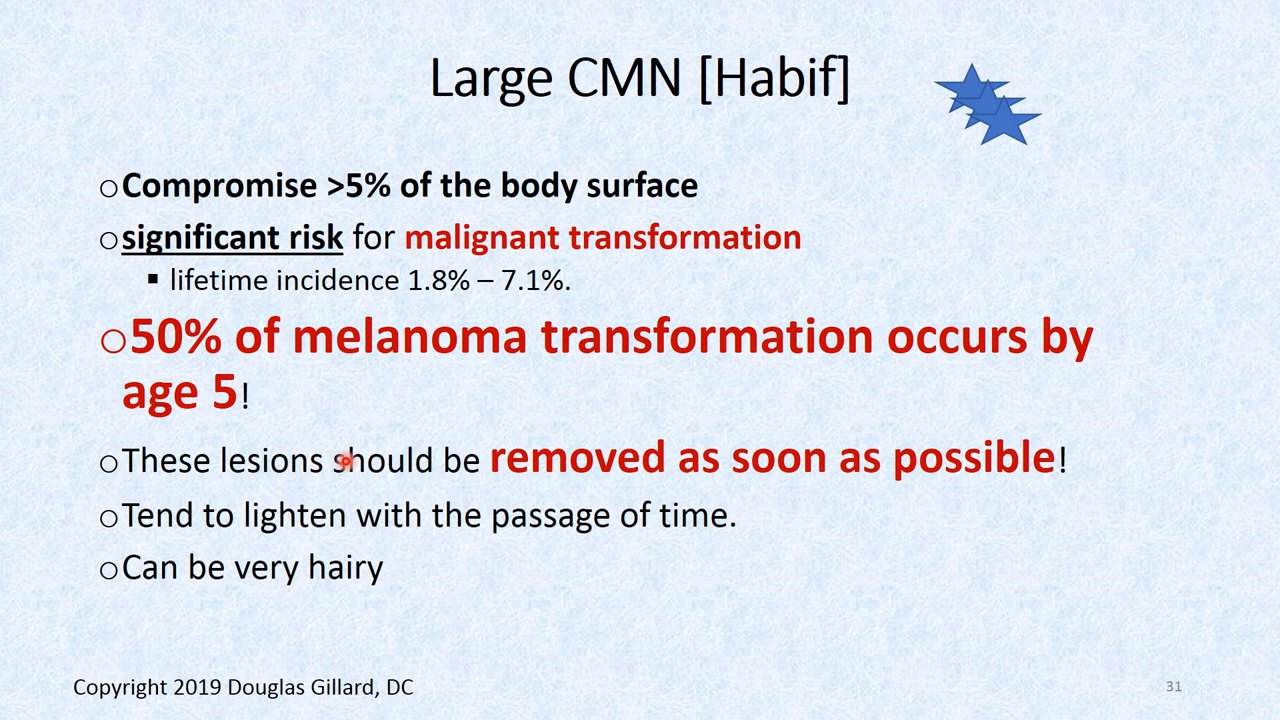 Large CMN [Habif]
○Compromise >5% of the body surface
○significant risk for malignant transformation
▪ lifetime incidence 1.8% – 7.1%.
○50% of melanoma transformation occurs by
age 5!
○These lesions should be removed as soon as possible!
○Tend to lighten with the passage of time.
○Can be very hairy
Copyright 2019 Douglas Gillard, DC
31